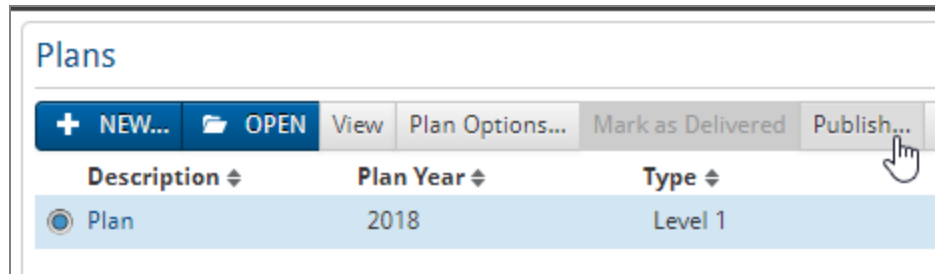 Plans
NEW... OPEN View Plan Options... Mark as Delivered Publish...
Description Plan Year Type
Plan 2018 Level 1